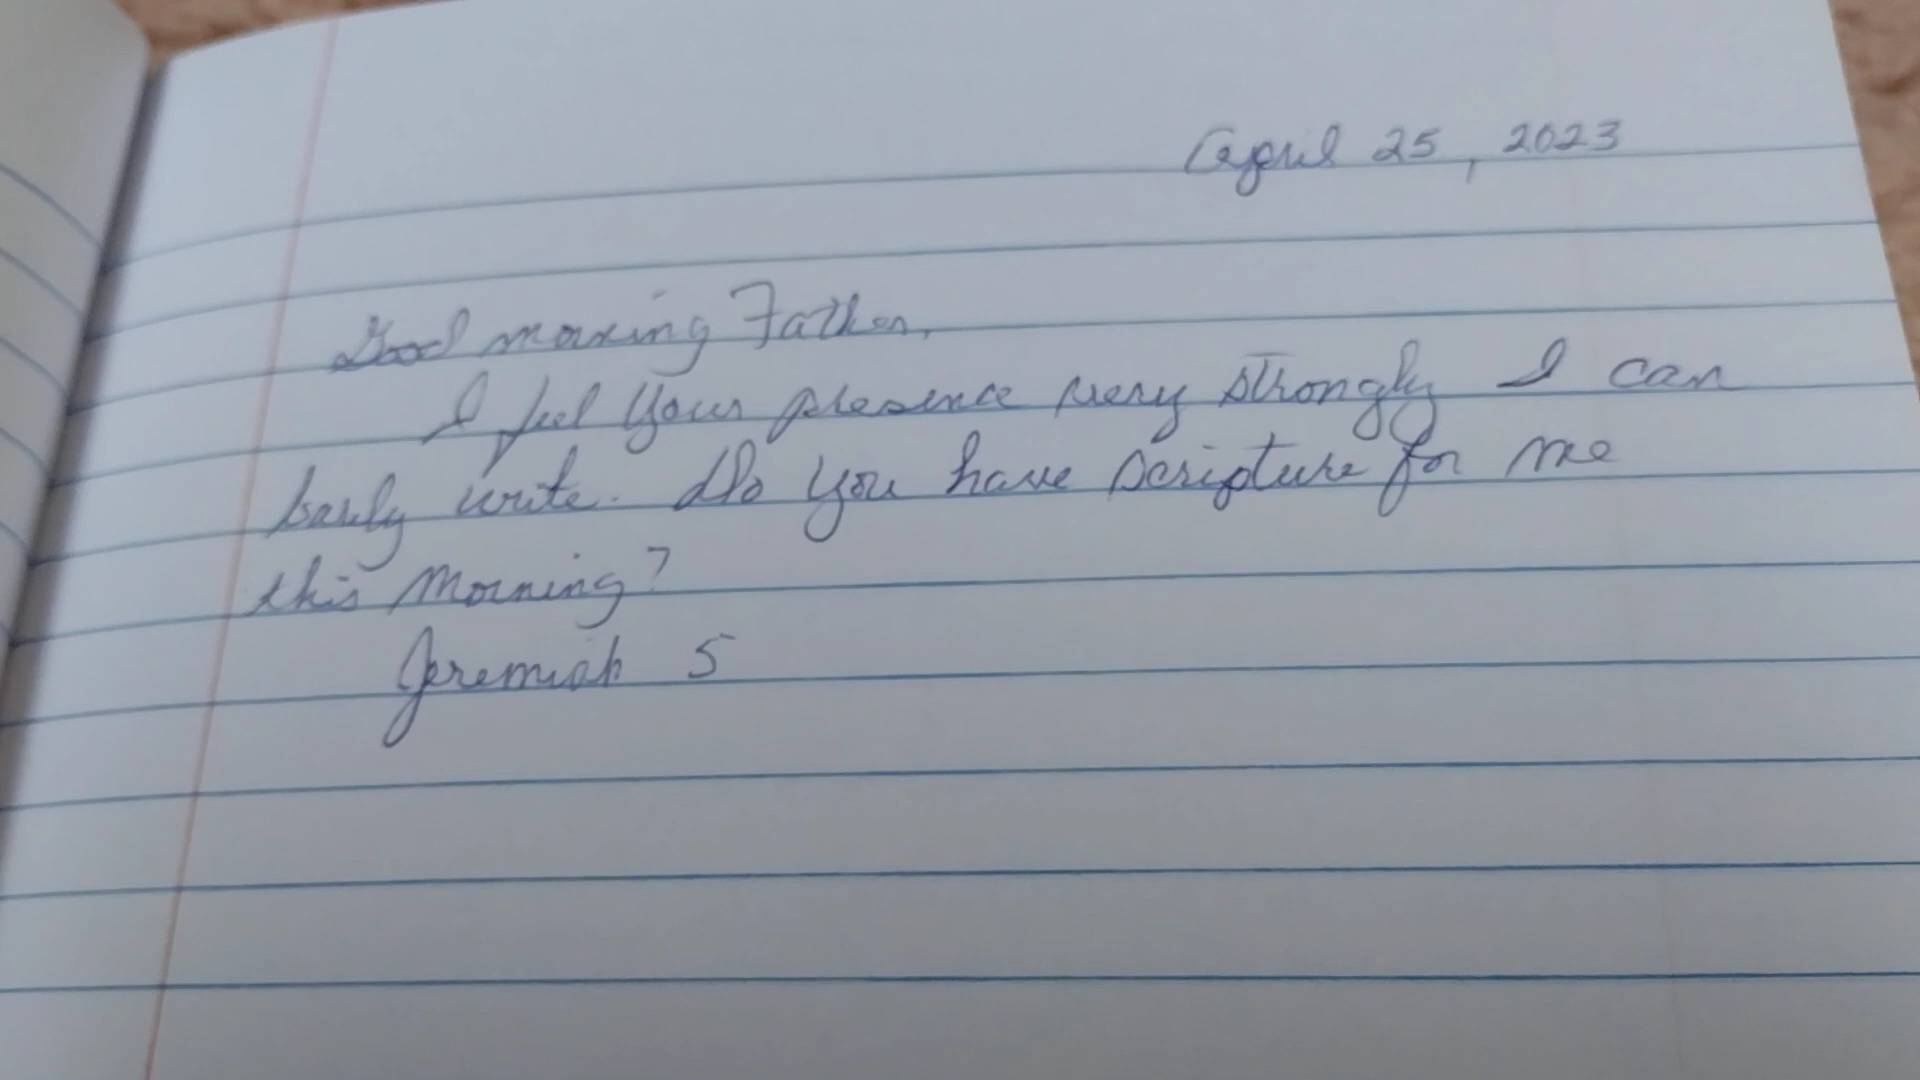 April 25, 2023
Good morning Father,
I feel Your presence very strongly I can
barely write. Do You have scripture for me
this morning?
Jeremiah 5